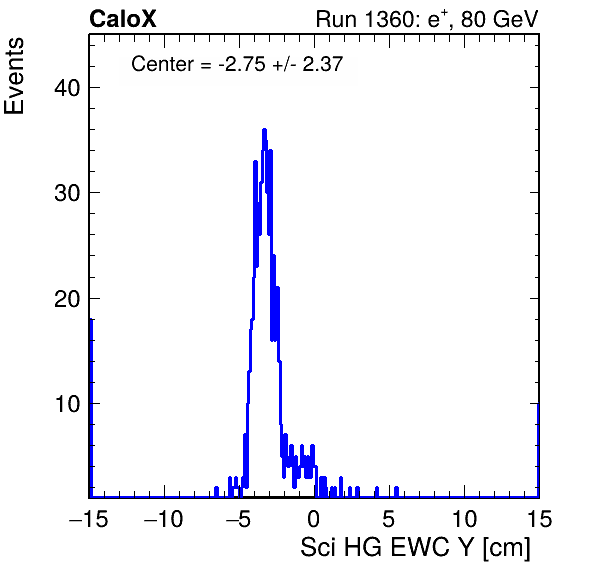 CaloX Run 1360: e⁺, 80 GeV
Center = -2.75 +/- 2.37
Events
40
30
20
10
−15 −10 −5 0 5 10 15
Sci HG EWC Y [cm]